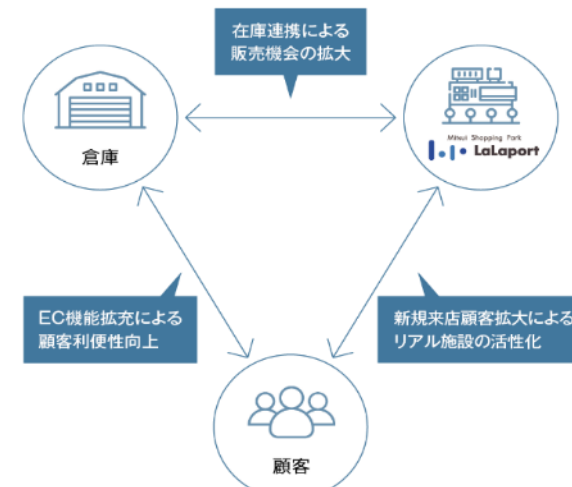 在庫連携による
販売機会の拡大
倉庫
Mitsui Shopping Park
LaLaport
EC機能拡充による
顧客利便性向上
新規来店顧客拡大による
リアル施設の活性化
顧客